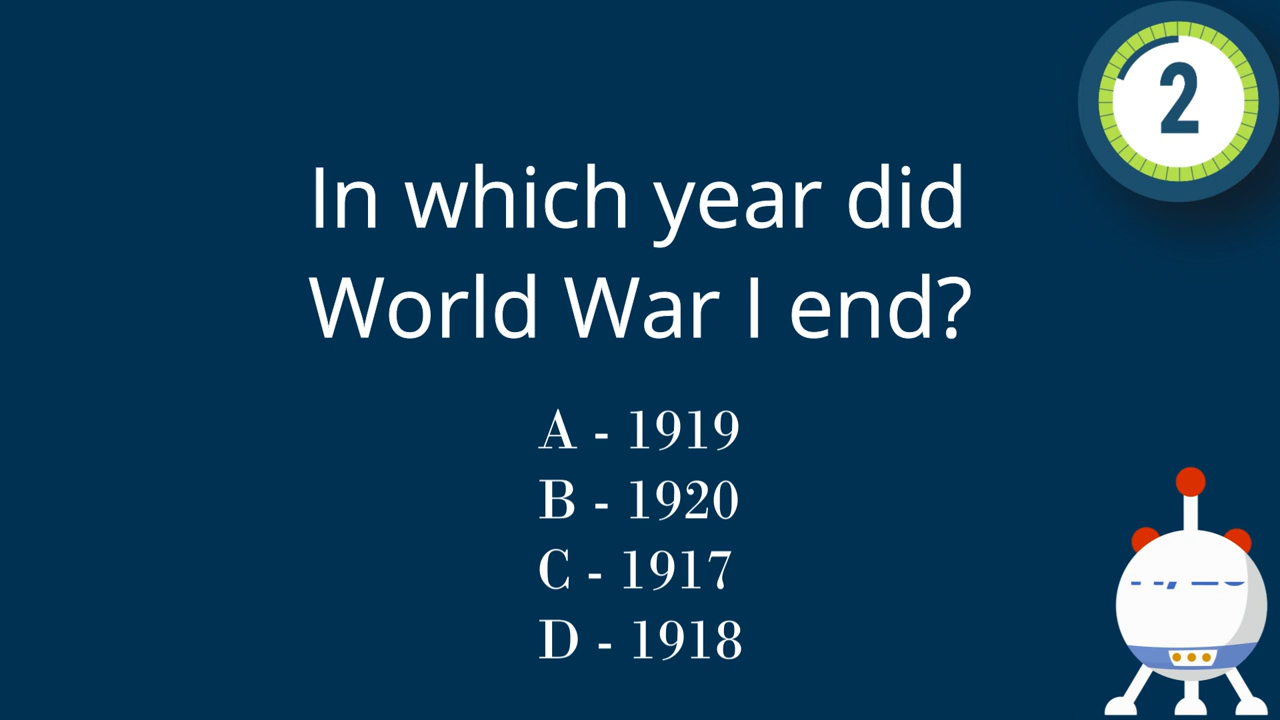 2
In which year did
World War I end?
A - 1919
B - 1920
C - 1917
D - 1918